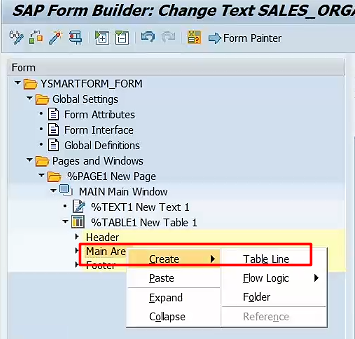 SAP Form Builder: Change Text SALES_ORGA
Form Painter
Form
YSMARTFORM_FORM
Global Settings
Form Attributes
Form Interface
Global Definitions
Pages and Windows
%PAGE1 New Page
MAIN Main Window
%TEXT1 New Text 1
%TABLE1 New Table 1
Header
Main Are
Footer
Create
Paste
Expand
Collapse
Table Line
Flow Logic
Folder
Reference